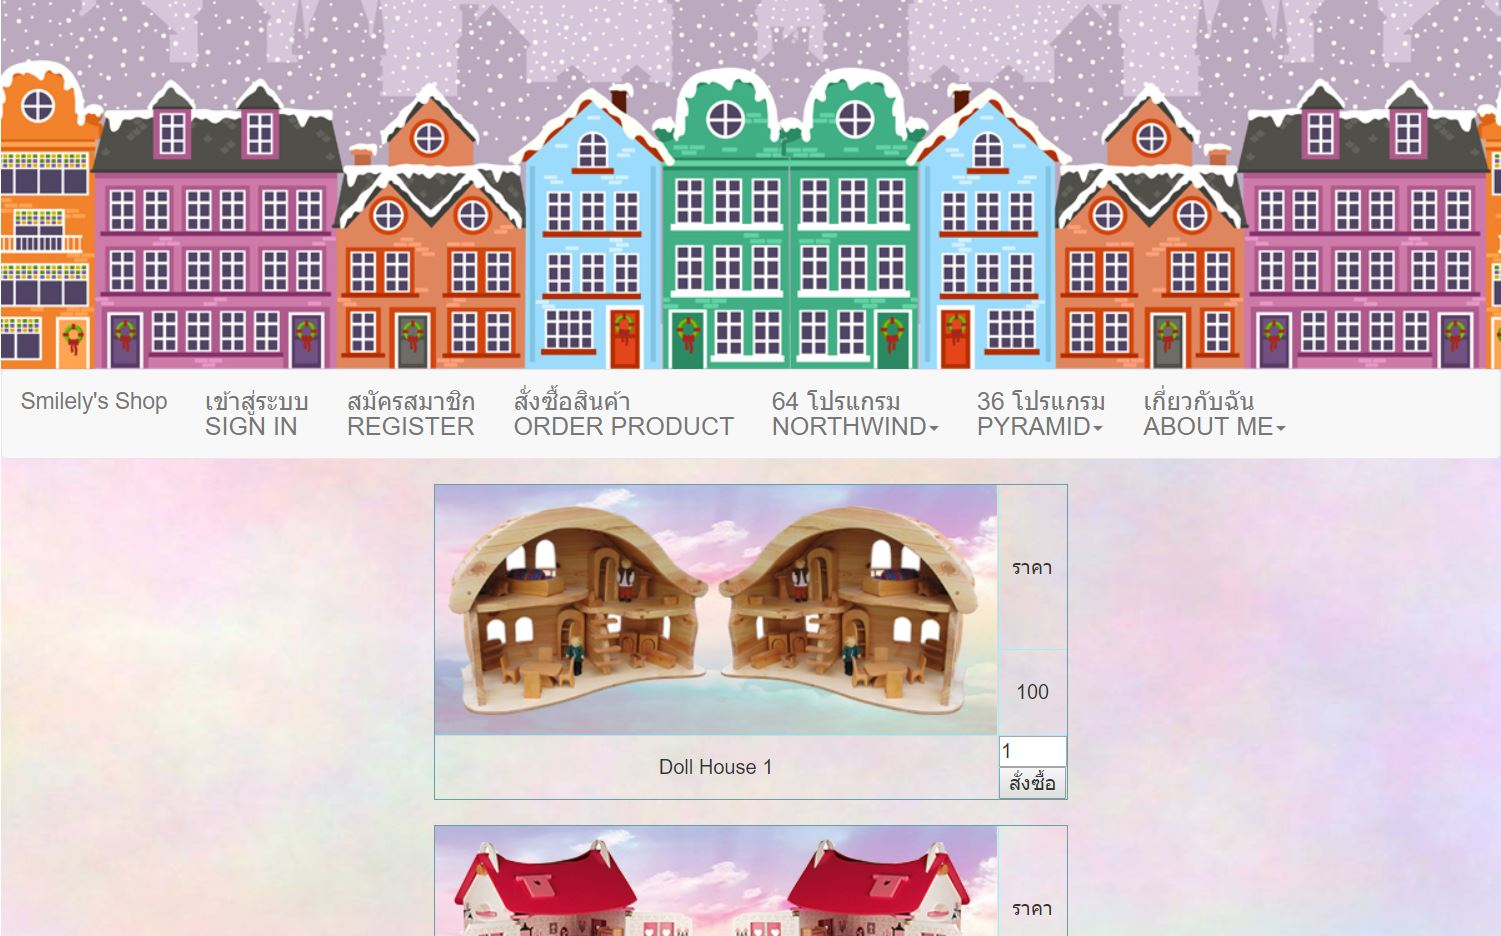 Smilely's Shop
เข้าสู่ระบบ
SIGN IN
สมัครสมาชิก
REGISTER
สั่งซื้อสินค้า
ORDER PRODUCT
64 โปรแกรม
NORTHWIND
36 โปรแกรม
PYRAMID
เกี่ยวกับฉัน
ABOUT ME
ราคา
100
Doll House 1
1
สั่งซื้อ
ราคา